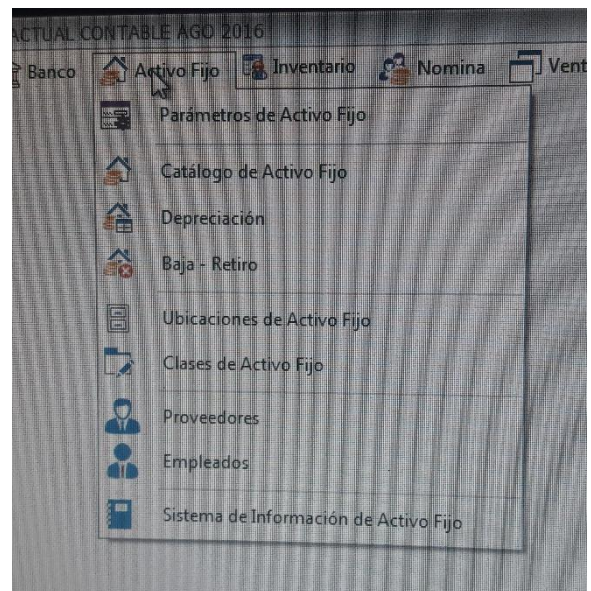 ACTUAL CONTABLE AGO 2016
Banco Activo Fijo Inventario Nomina Vent
Parámetros de Activo Fijo
Catálogo de Activo Fijo
Depreciación
Baja - Retiro
Ubicaciones de Activo Fijo
Clases de Activo Fijo
Proveedores
Empleados
Sistema de Información de Activo Fijo